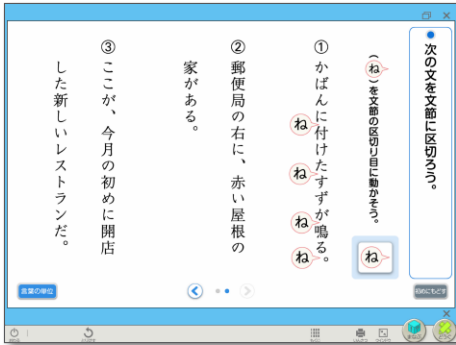 次の文を文節に区切ろう。
（ね）を文節の区切り目に動かそう。
ね
①かばんに付けたすずが鳴る。
ね
ね
ね
ね
②郵便局の右に、赤い屋根の
家がある。
③ここが、今月の初めに開店
した新しいレストランだ。
言葉の単位
初めにもどす